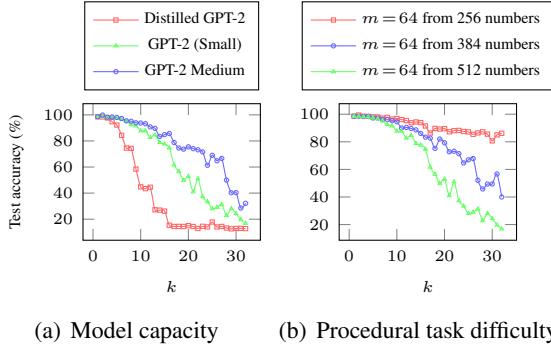 Distilled GPT-2
GPT-2 (Small)
GPT-2 Medium
m = 64 from 256 numbers
m = 64 from 384 numbers
m = 64 from 512 numbers
Test accuracy (%)
100
80
60
40
20
0
10
20
30
k
100
80
60
40
20
0
10
20
30
k
(a) Model capacity
(b) Procedural task difficulty